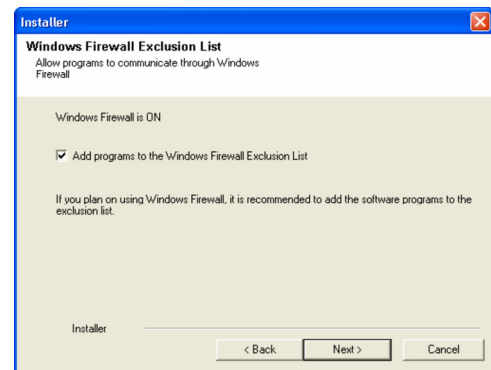 Installer
Windows Firewall Exclusion List
Allow programs to communicate through Windows
Firewall
Windows Firewall is ON
Add programs to the Windows Firewall Exclusion List
If you plan on using Windows Firewall, it is recommended to add the software programs to the
exclusion list.
Installer
< Back Next > Cancel